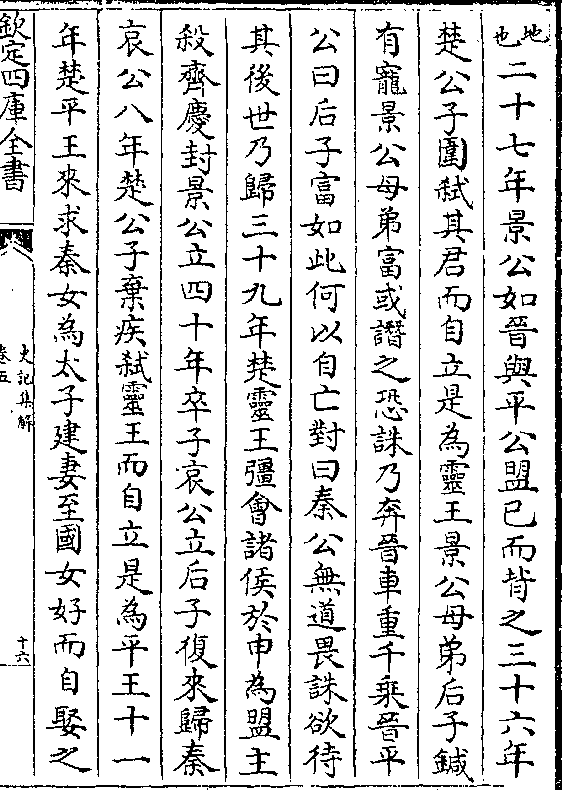 地
也二十七年景公如晉與平公盟已而背之三十六年
楚公子圍弑其君而自立是為靈王景公母弟后子鍼
有寵景公母弟富或譖之恐誅乃奔晉車重千乗晉平
公曰后子富如此何以自亡對曰秦公無道畏誅欲待
其後世乃歸三十九年楚靈王彊會諸侯於申為盟主
殺齊慶封景公立四十年卒子哀公立后子復來歸秦
哀公八年楚公子棄疾弑靈王而自立是為平王十一
年楚平王來求秦女為太子建妻至國女好而自娶之
欽定四庫全書
史記集解
卷五
十六